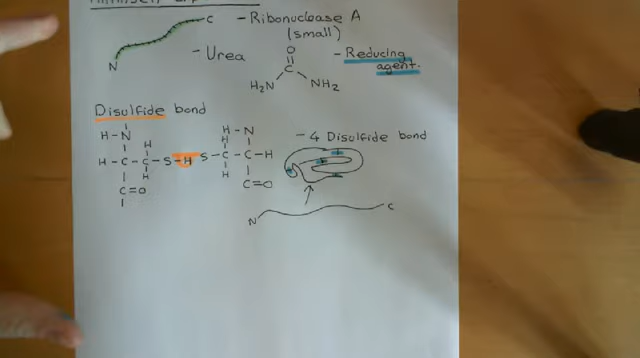 C
- Ribonuclease A
(small)
N
- Urea
O
C
H₂N
NH₂
- Reducing
agent.
Disulfide bond
H-N
H
H-C-C-S-H
H
C=O
H-N
H
S-C-C-H
H
C=O
- 4 Disulfide bond
N
C